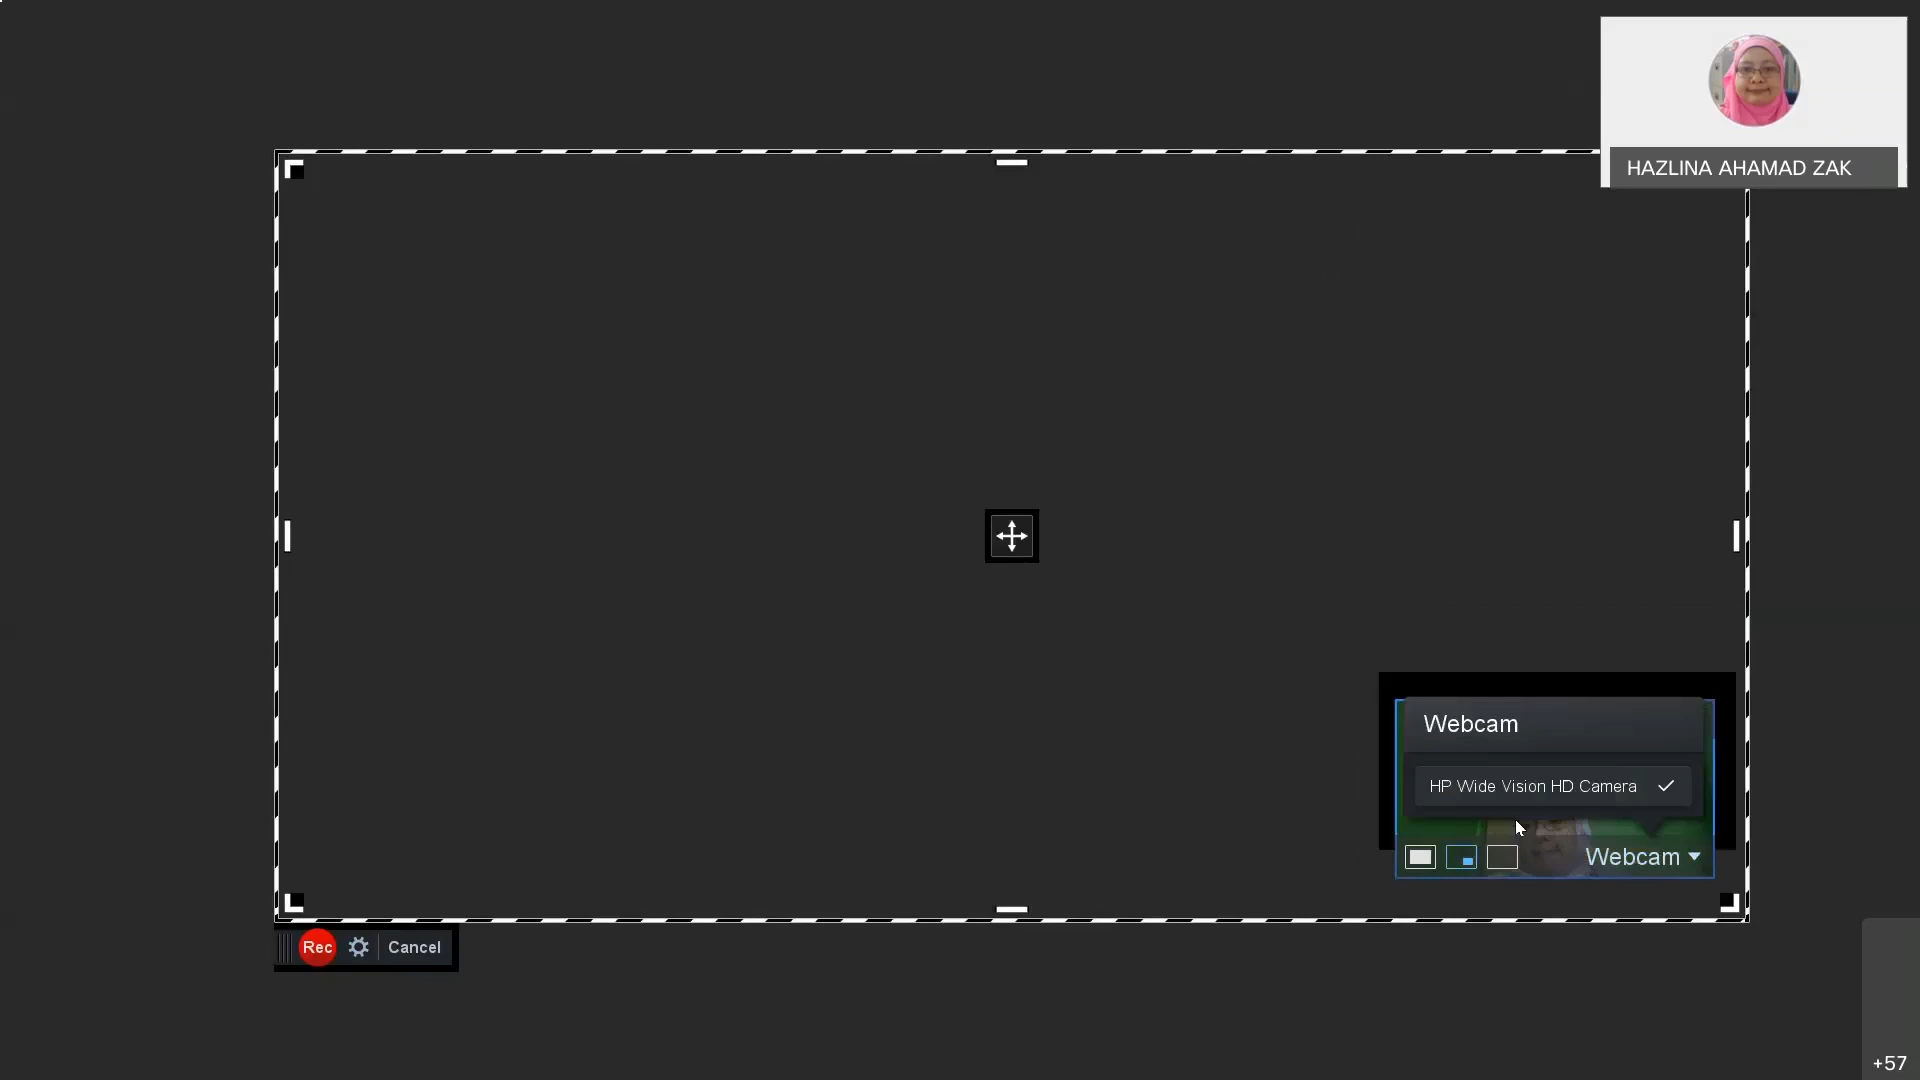 HAZLINA AHAMAD ZAK
Webcam
HP Wide Vision HD Camera
Webcam
Rec
Cancel
+57